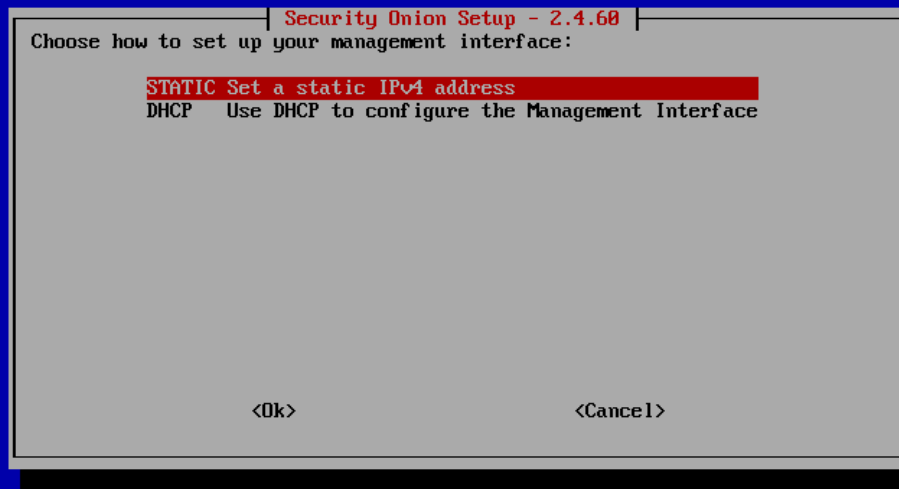 Security Onion Setup - 2.4.60
Choose how to set up your management interface:
STATIC Set a static IPv4 address
DHCP Use DHCP to configure the Management Interface
<Ok> <Cancel>